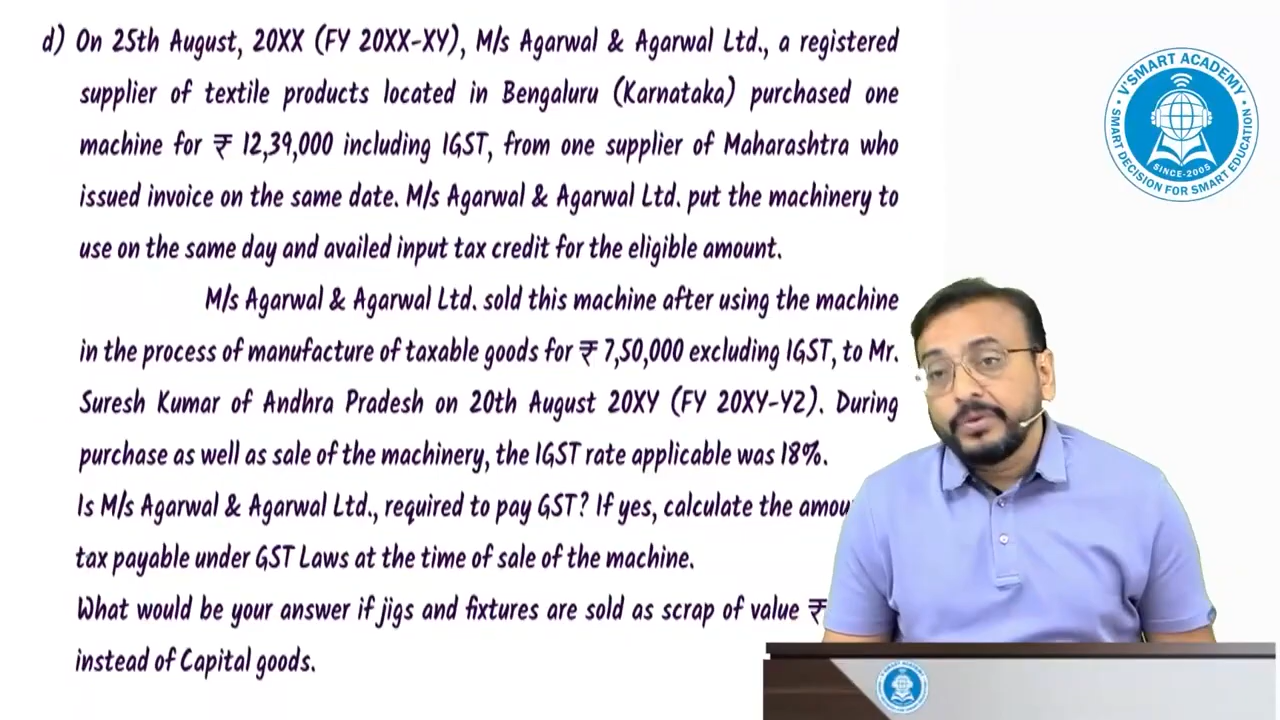 d) On 25th August, 20XX (FY 20XX-XY), M/s Agarwal & Agarwal Ltd., a registered
supplier of textile products located in Bengaluru (Karnataka) purchased one
machine for ₹ 12,39,000 including IGST, from one supplier of Maharashtra who
issued invoice on the same date. M/s Agarwal & Agarwal Ltd. put the machinery to
use on the same day and availed input tax credit for the eligible amount.
M/s Agarwal & Agarwal Ltd. sold this machine after using the machine
in the process of manufacture of taxable goods for ₹ 7,50,000 excluding IGST, to Mr.
Suresh Kumar of Andhra Pradesh on 20th August 20XY (FY 20XY-YZ). During
purchase as well as sale of the machinery, the IGST rate applicable was 18%.
Is M/s Agarwal & Agarwal Ltd., required to pay GST? If yes, calculate the amou
tax payable under GST Laws at the time of sale of the machine.
What would be your answer if jigs and fixtures are sold as scrap of value ₹
instead of Capital goods.
V'SMART ACADEMY
SINCE-2005
SMART DECISION FOR SMART EDUCATION